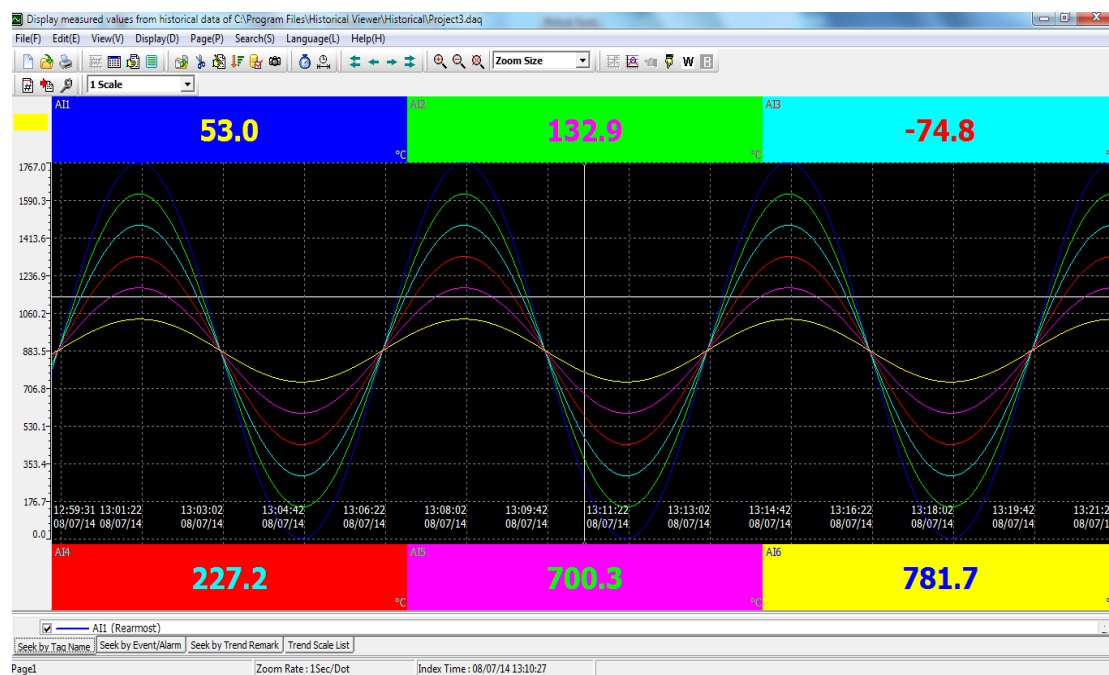 Display measured values from historical data of C:\Program Files\Historical Viewer\Historical\Project3.daq
File(F) Edit(E) View(V) Display(D) Page(P) Search(S) Language(L) Help(H)
Zoom Size
W B
1 Scale
AI1 AI2 AI3
53.0 132.9 -74.8
°C °C °
1767.0
1590.3
1413.6
1236.9
1060.2
883.5
706.8
530.1
353.4
176.7
12:59:31 13:01:22 13:03:02 13:04:42 13:06:22 13:08:02 13:09:42 13:11:22 13:13:02 13:14:42 13:16:22 13:18:02 13:19:42 13:21:2
08/07/14 08/07/14 08/07/14 08/07/14 08/07/14 08/07/14 08/07/14 08/07/14 08/07/14 08/07/14 08/07/14 08/07/14 08/07/14 08/07/1
0.0
AI4 AI5 AI6
227.2 700.3 781.7
°C °C °
AI1 (Rearmost)
Seek by Tag Name Seek by Event/Alarm Seek by Trend Remark Trend Scale List
Page1 Zoom Rate : 1Sec/Dot Index Time : 08/07/14 13:10:27